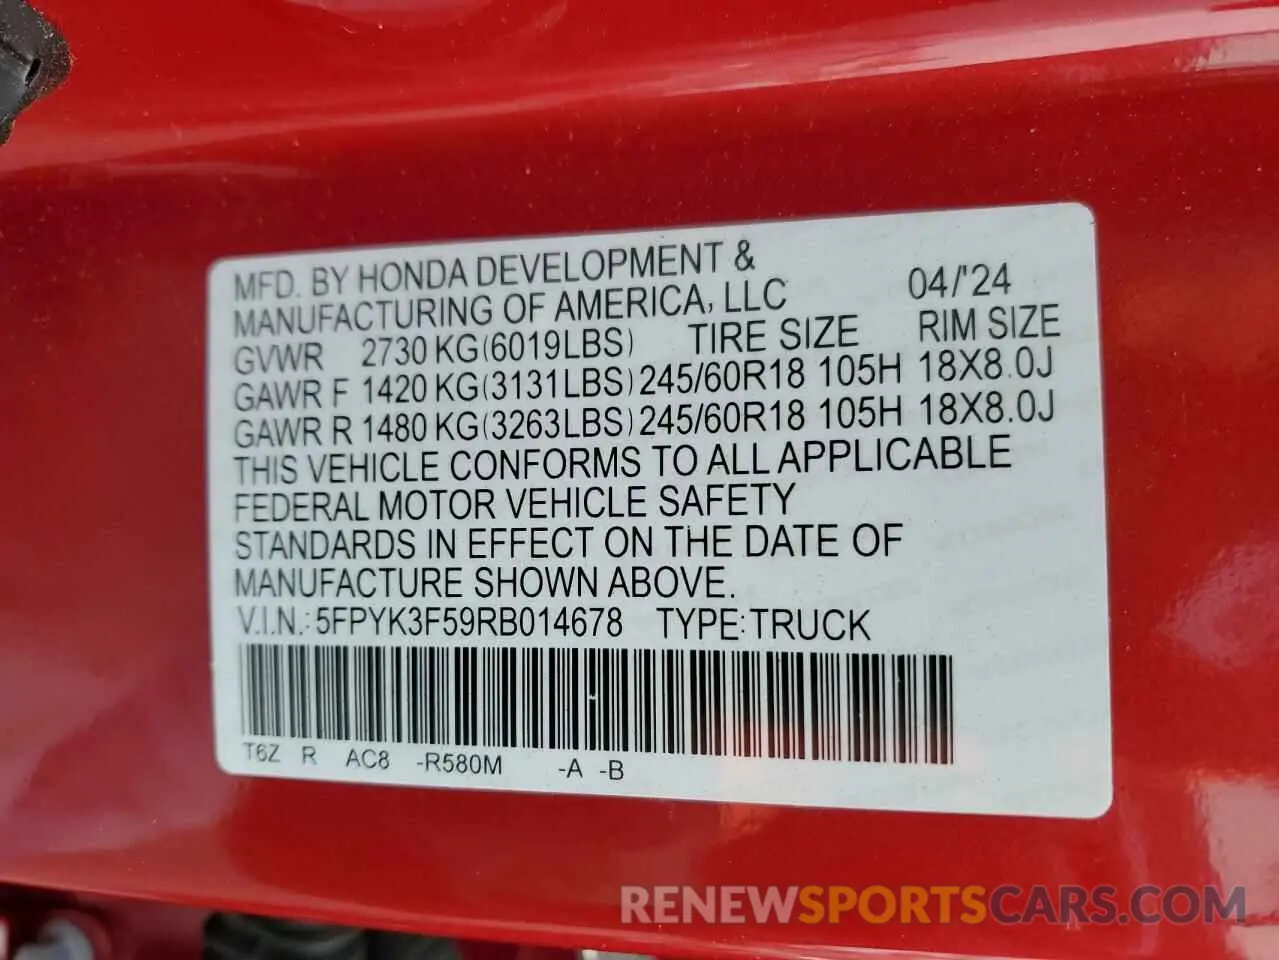 MFD. BY HONDA DEVELOPMENT &
MANUFACTURING OF AMERICA, LLC 04/'24
GVWR 2730 KG(6019LBS) TIRE SIZE RIM SIZE
GAWR F 1420 KG(3131LBS) 245/60R18 105H 18X8.0J
GAWR R 1480 KG(3263LBS) 245/60R18 105H 18X8.0J
THIS VEHICLE CONFORMS TO ALL APPLICABLE
FEDERAL MOTOR VEHICLE SAFETY
STANDARDS IN EFFECT ON THE DATE OF
MANUFACTURE SHOWN ABOVE.
V.I.N.: 5FPYK3F59RB014678 TYPE: TRUCK
T6Z R AC8 -R580M -A -B
RENEWSPORTSCARS.COM